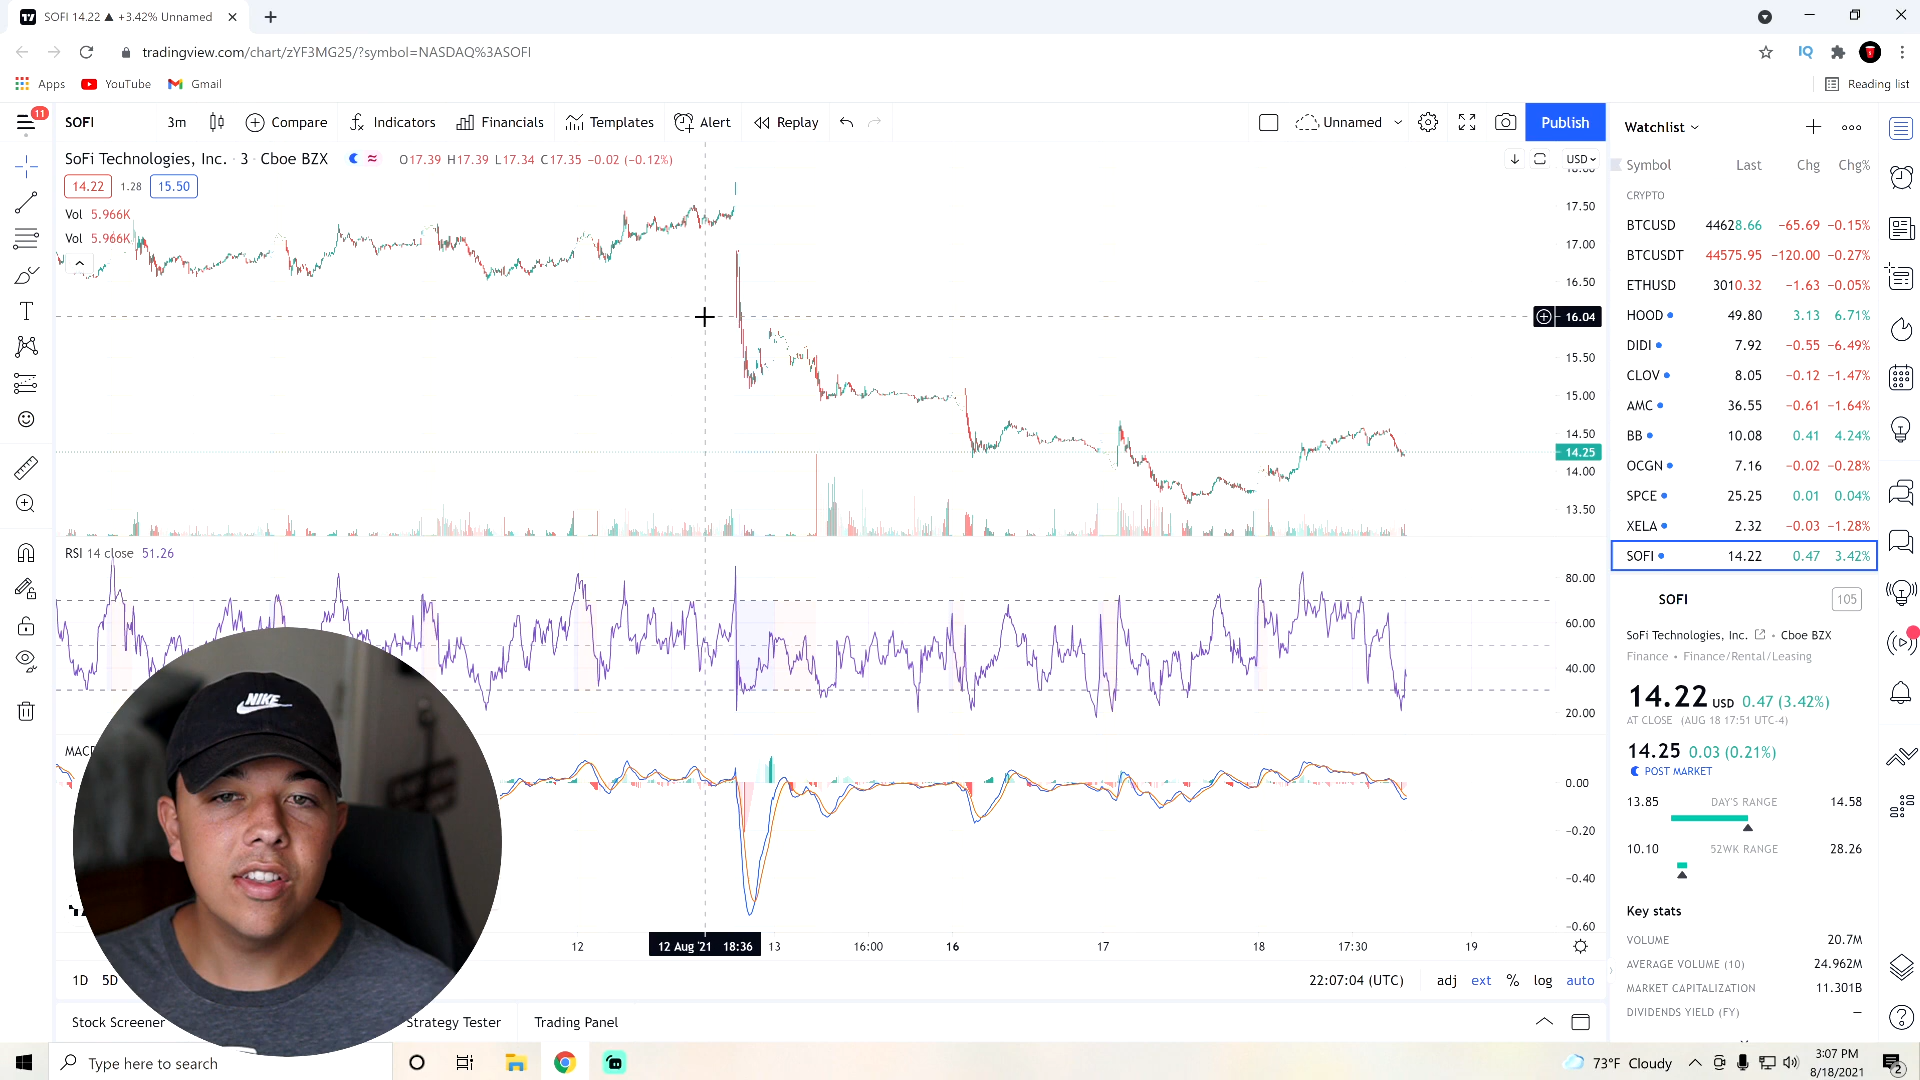 SOFI 14.22 ▲ +3.42% Unnamed
tradingview.com/chart/zYF3MG25/?symbol=NASDAQ%3ASOFI
IQ
Apps YouTube Gmail Reading list
11
SOFI 3m Compare Indicators Financials Templates Alert Replay Unnamed Publish
SoFi Technologies, Inc. · 3 · Cboe BZX O17.39 H17.39 L17.34 C17.35 −0.02 (−0.12%)
USD
14.22 1.28 15.50
Vol 5.966K
Vol 5.966K
17.50
17.00
16.50
16.04
15.50
15.00
14.50
14.25
14.00
13.50
RSI 14 close 51.26
80.00
60.00
40.00
20.00
0.00
−0.20
−0.40
−0.60
12 12 Aug '21 18:36 13 16:00 16 17 18 17:30 19
1D 5D 22:07:04 (UTC) adj ext % log auto
Stock Screener Strategy Tester Trading Panel
Watchlist
Symbol Last Chg Chg%
CRYPTO
BTCUSD 44628.66 −65.69 −0.15%
BTCUSDT 44575.95 −120.00 −0.27%
ETHUSD 3010.32 −1.63 −0.05%
HOOD 49.80 3.13 6.71%
DIDI 7.92 −0.55 −6.49%
CLOV 8.05 −0.12 −1.47%
AMC 36.55 −0.61 −1.64%
BB 10.08 0.41 4.24%
OCGN 7.16 −0.02 −0.28%
SPCE 25.25 0.01 0.04%
XELA 2.32 −0.03 −1.28%
SOFI 14.22 0.47 3.42%
SOFI 105
SoFi Technologies, Inc. • Cboe BZX
Finance • Finance/Rental/Leasing
14.22 USD 0.47 (3.42%)
AT CLOSE (AUG 18 17:51 UTC-4)
14.25 0.03 (0.21%)
POST MARKET
13.85 DAY'S RANGE 14.58
10.10 52WK RANGE 28.26
Key stats
VOLUME 20.7M
AVERAGE VOLUME (10) 24.962M
MARKET CAPITALIZATION 11.301B
DIVIDENDS YIELD (FY) —
NIKE
Type here to search
73°F Cloudy
3:07 PM
8/18/2021
2